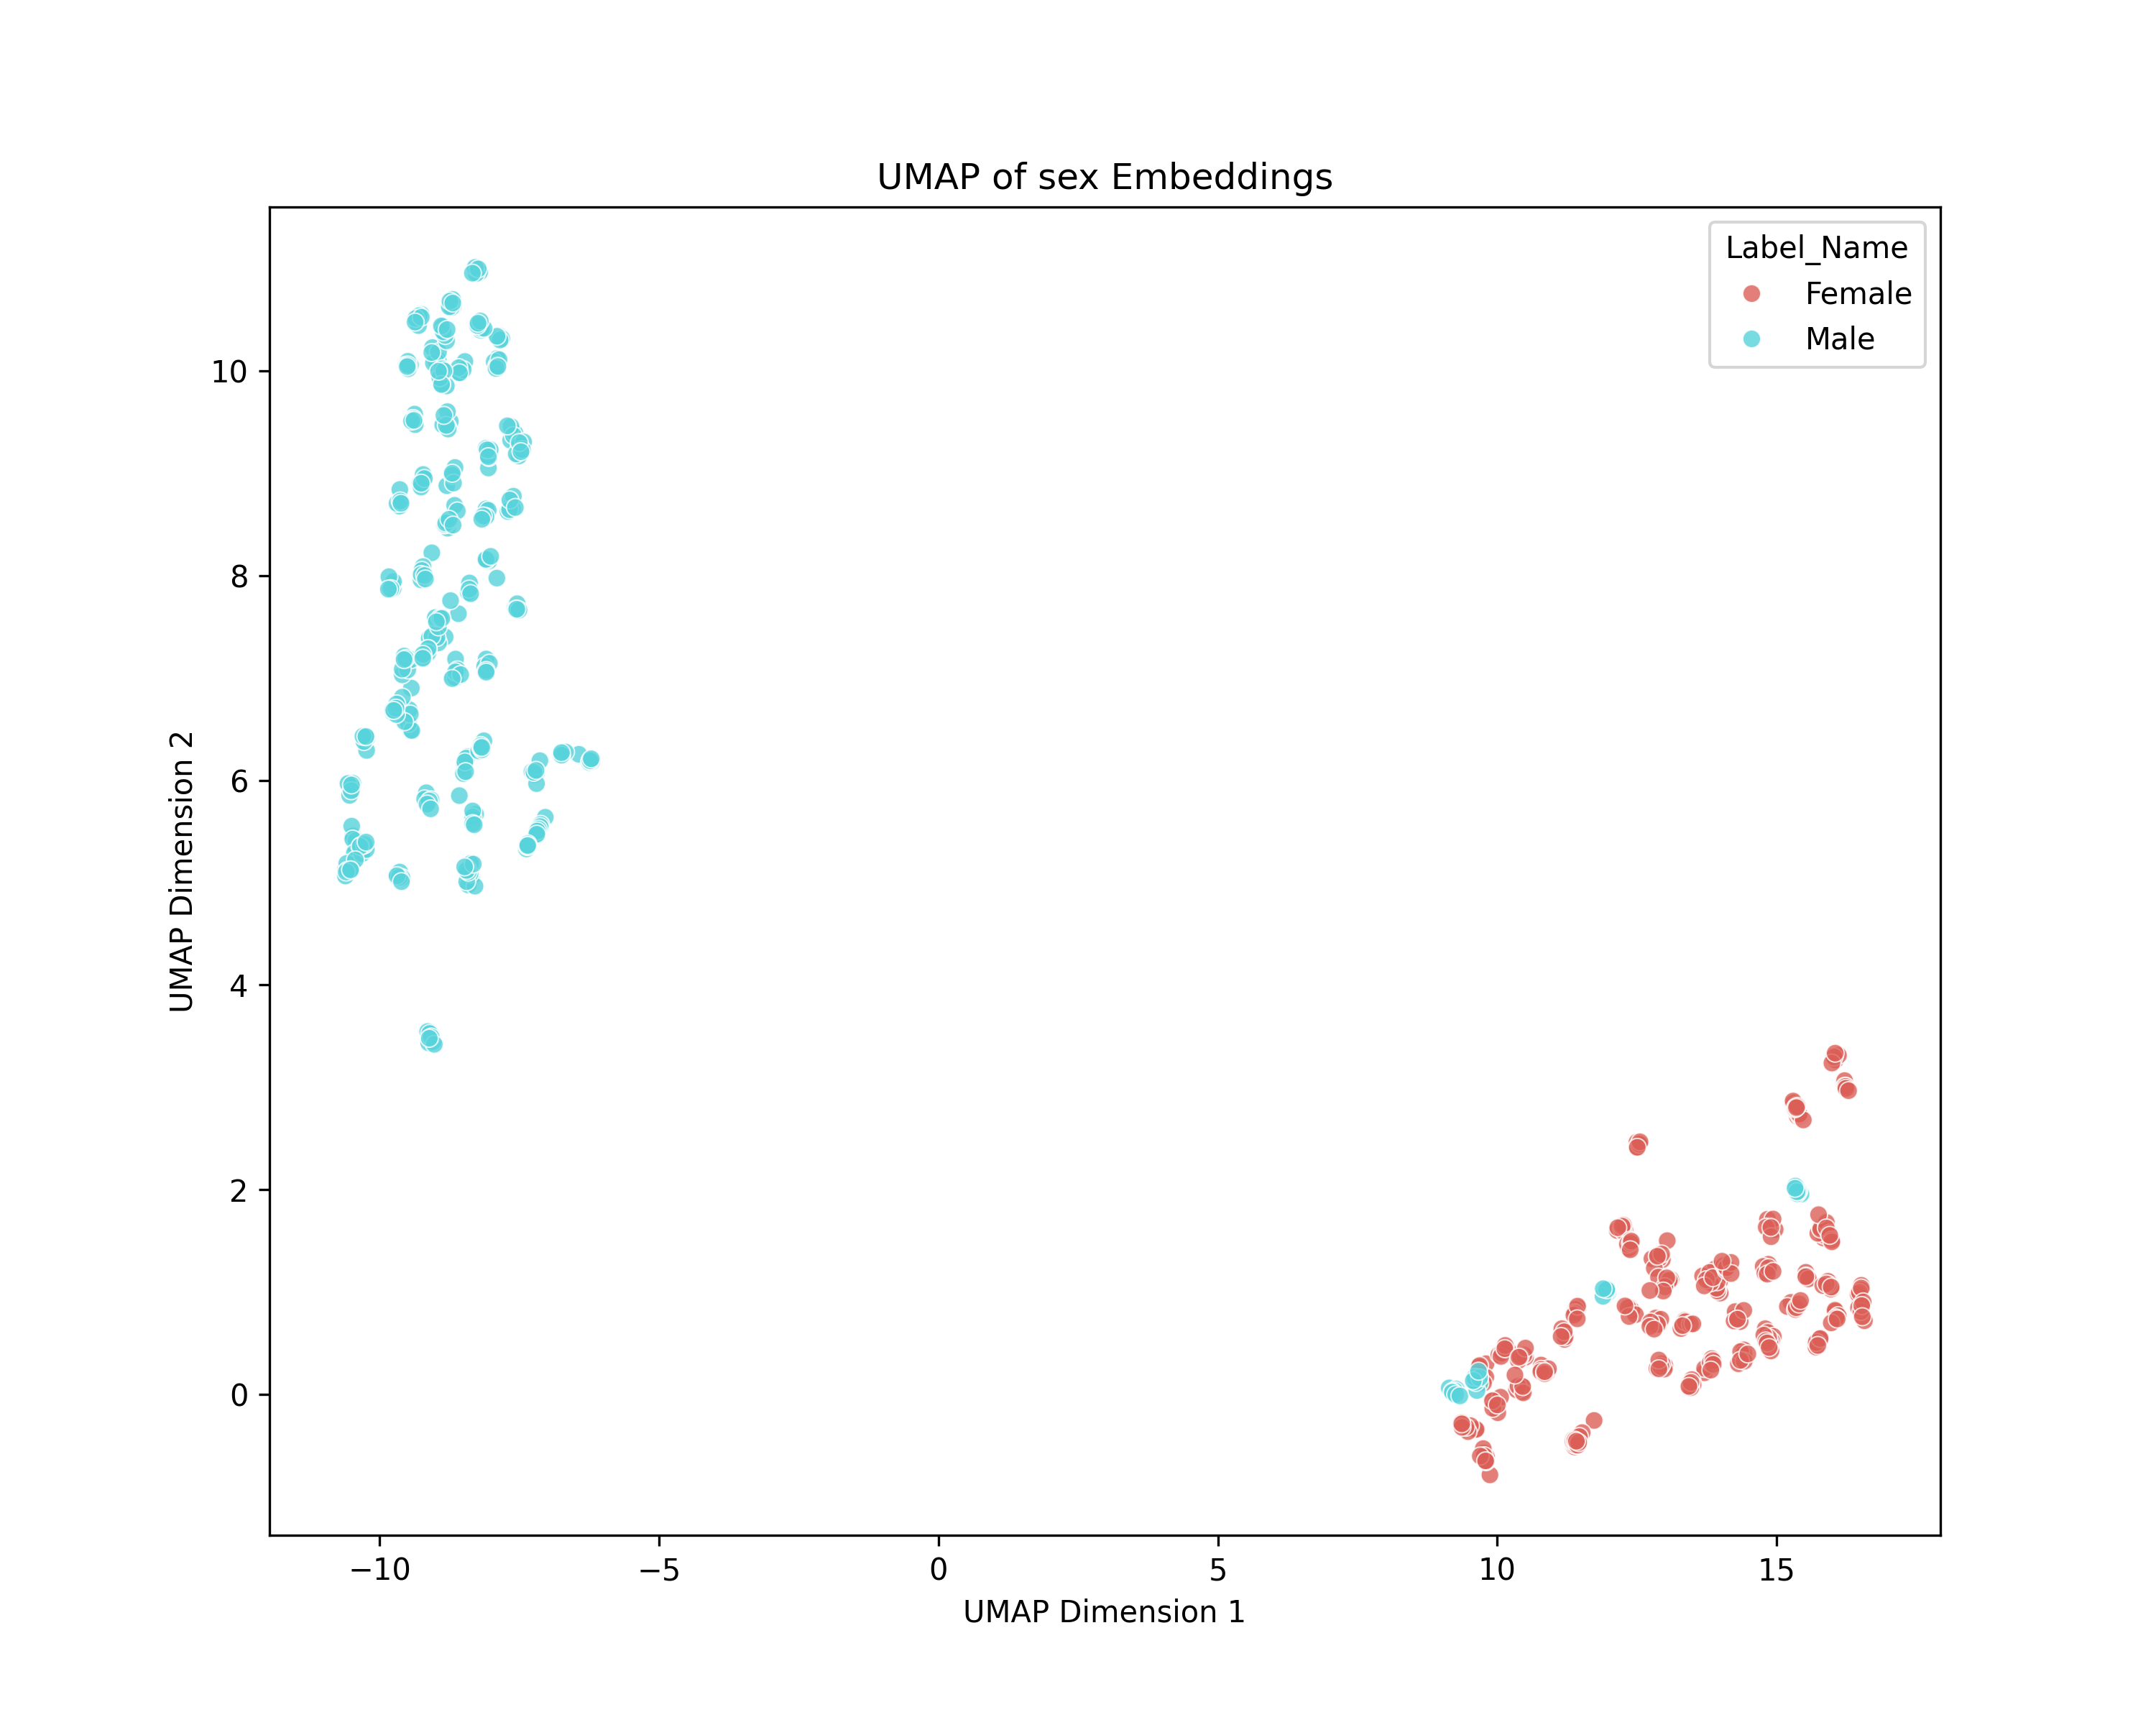 UMAP of sex Embeddings
Label_Name
Female
Male
10
8
6
4
2
0
UMAP Dimension 2
−10
−5
0
5
10
15
UMAP Dimension 1